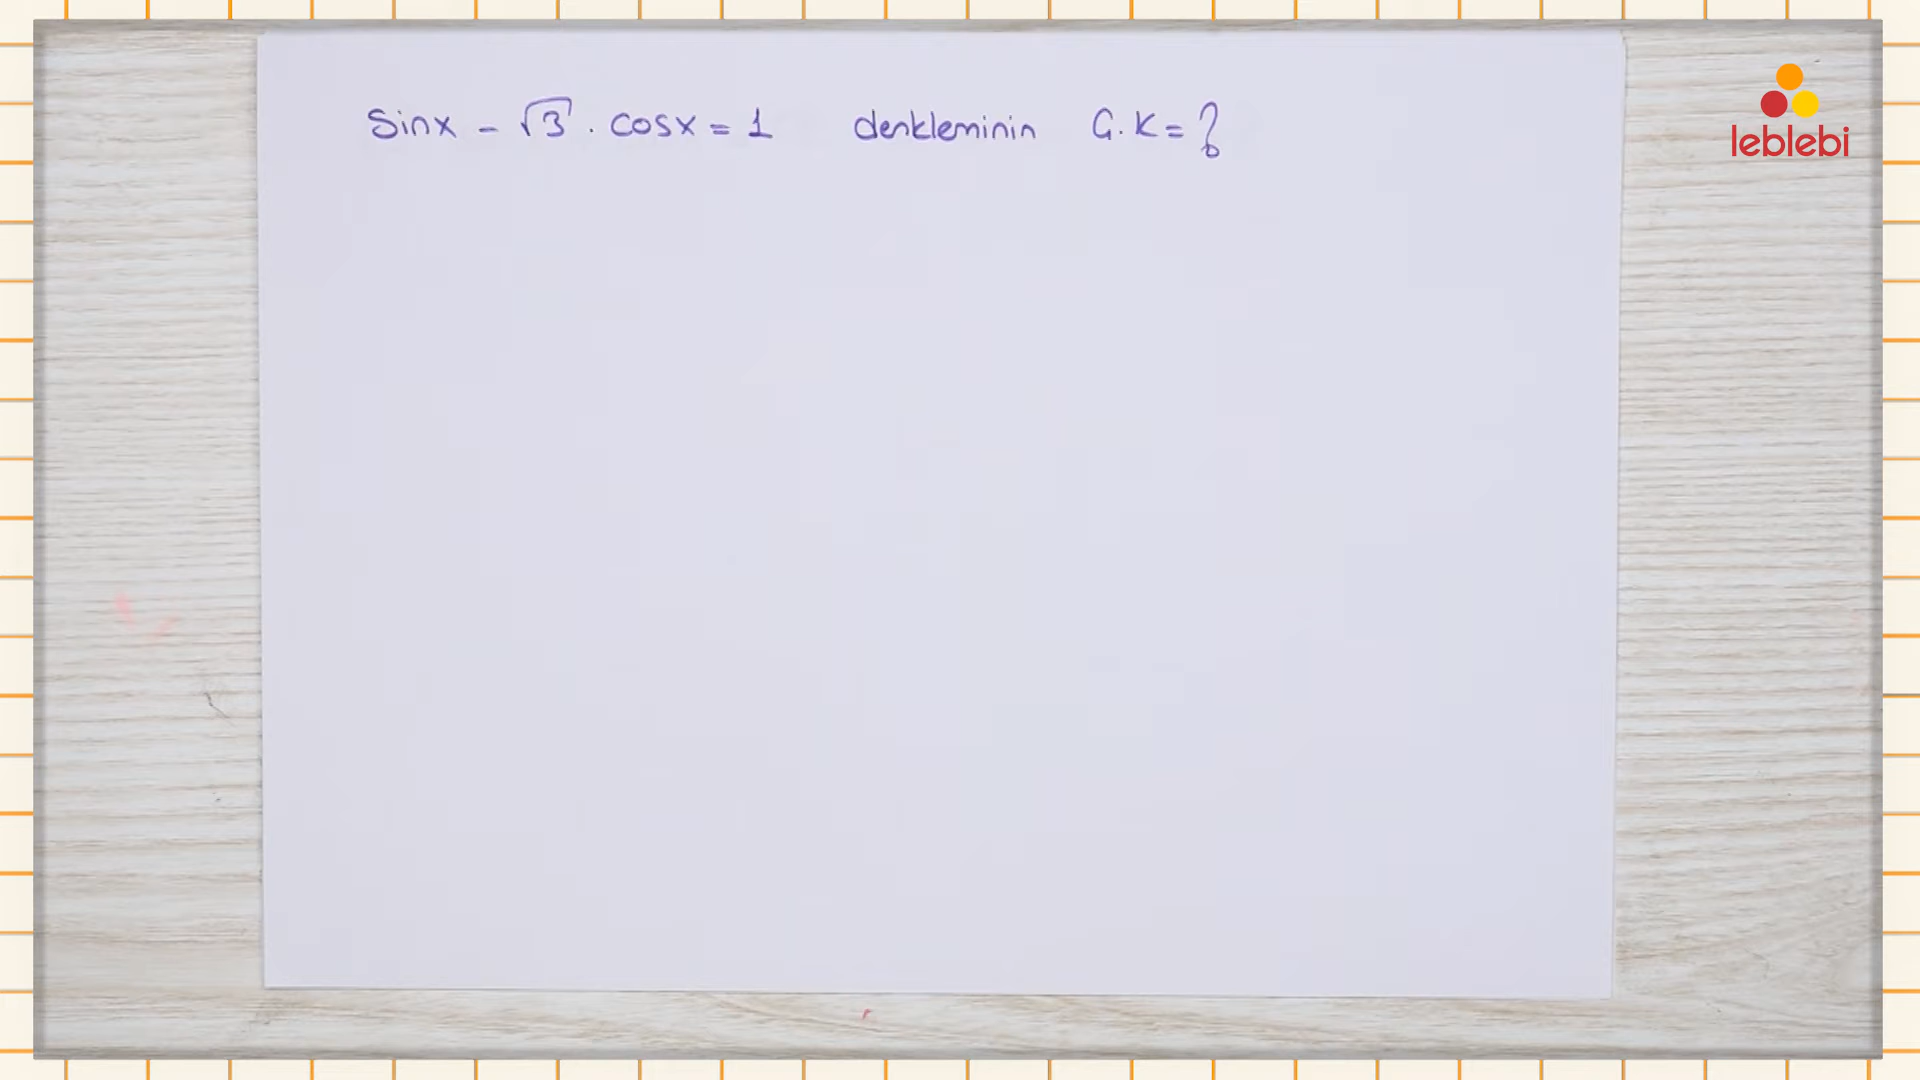 Sinx - √3 . cosx = 1 denkleminin Ç.K = ?
leblebi